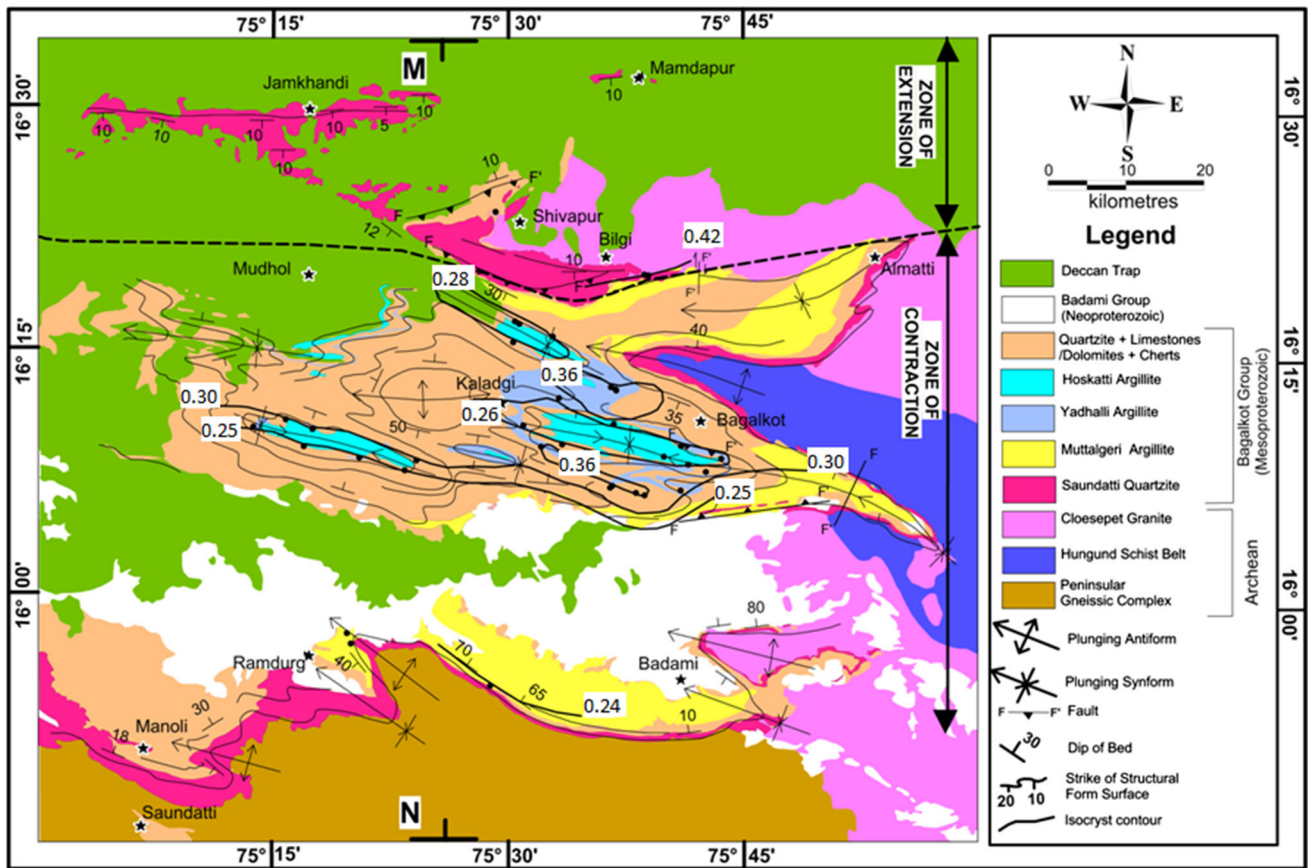 75° 15'
75° 30'
75° 45'
M
Jamkhandi
Mamdapur
10
10
10
10
10
5
10
10
16° 30'
16° 30'
ZONE OF EXTENSION
10
F'
F
12
Shivapur
F
Bilgi
10
F
F'
0.42
F'
F'
Almatti
Mudhol
0.28
30
40
16° 15'
16° 15'
ZONE OF CONTRACTION
Kaladgi
0.36
0.30
0.26
0.25
50
35
Bagalkot
F
F'
0.36
0.30
F
0.25
F
F'
F'
F
16° 00'
16° 00'
80
Ramdurg
40
70
Badami
65
0.24
10
30
Manoli
18
Saundatti
N
75° 15'
75° 30'
75° 45'
N
W
E
S
0
10
20
kilometres
Legend
Deccan Trap
Badami Group
(Neoproterozoic)
Quartzite + Limestones
/Dolomites + Cherts
Hoskatti Argillite
Yadhalli Argillite
Muttalgeri Argillite
Saundatti Quartzite
Bagalkot Group
(Mesoproterozoic)
Cloesepet Granite
Hungund Schist Belt
Peninsular
Gneissic Complex
Archean
Plunging Antiform
Plunging Synform
F
F'
Fault
30
Dip of Bed
20
10
Strike of Structural
Form Surface
Isocryst contour